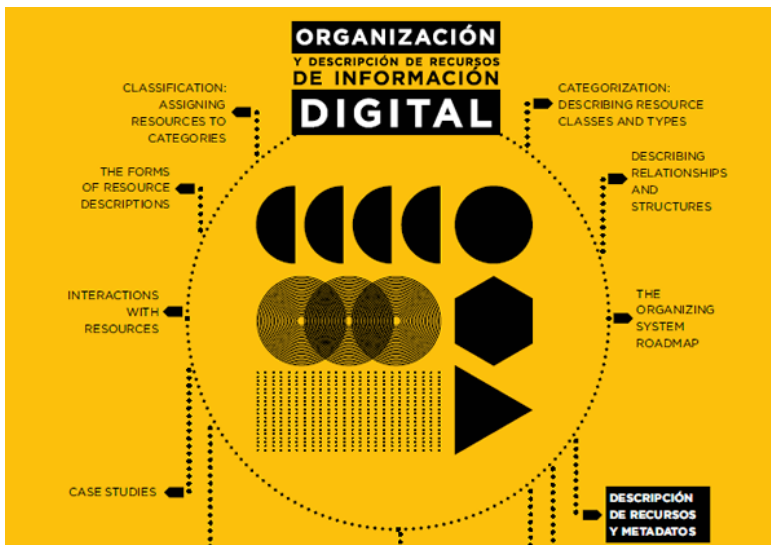 ORGANIZACIÓN
Y DESCRIPCIÓN DE RECURSOS
DE INFORMACIÓN
DIGITAL
CLASSIFICATION:
ASSIGNING
RESOURCES TO
CATEGORIES
CATEGORIZATION:
DESCRIBING RESOURCE
CLASSES AND TYPES
THE FORMS
OF RESOURCE
DESCRIPTIONS
DESCRIBING
RELATIONSHIPS
AND
STRUCTURES
INTERACTIONS
WITH
RESOURCES
THE
ORGANIZING
SYSTEM
ROADMAP
CASE STUDIES
DESCRIPCIÓN
DE RECURSOS
Y METADATOS